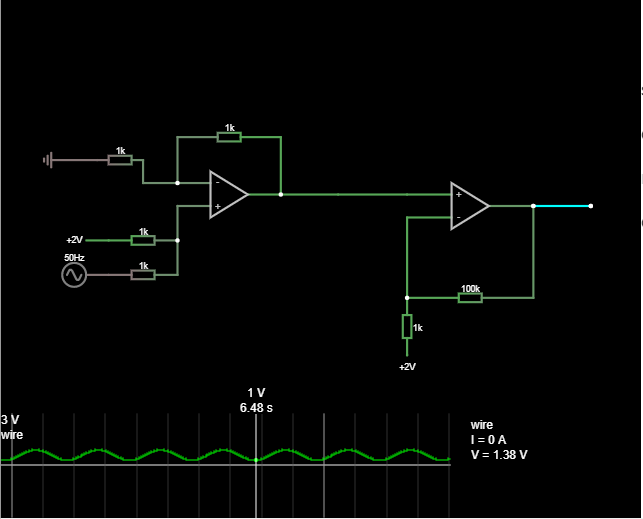 1k
1k
-
+
+
-
1k
+2V
50Hz
1k
100k
1k
+2V
1 V
6.48 s
3 V
wire
wire
I = 0 A
V = 1.38 V